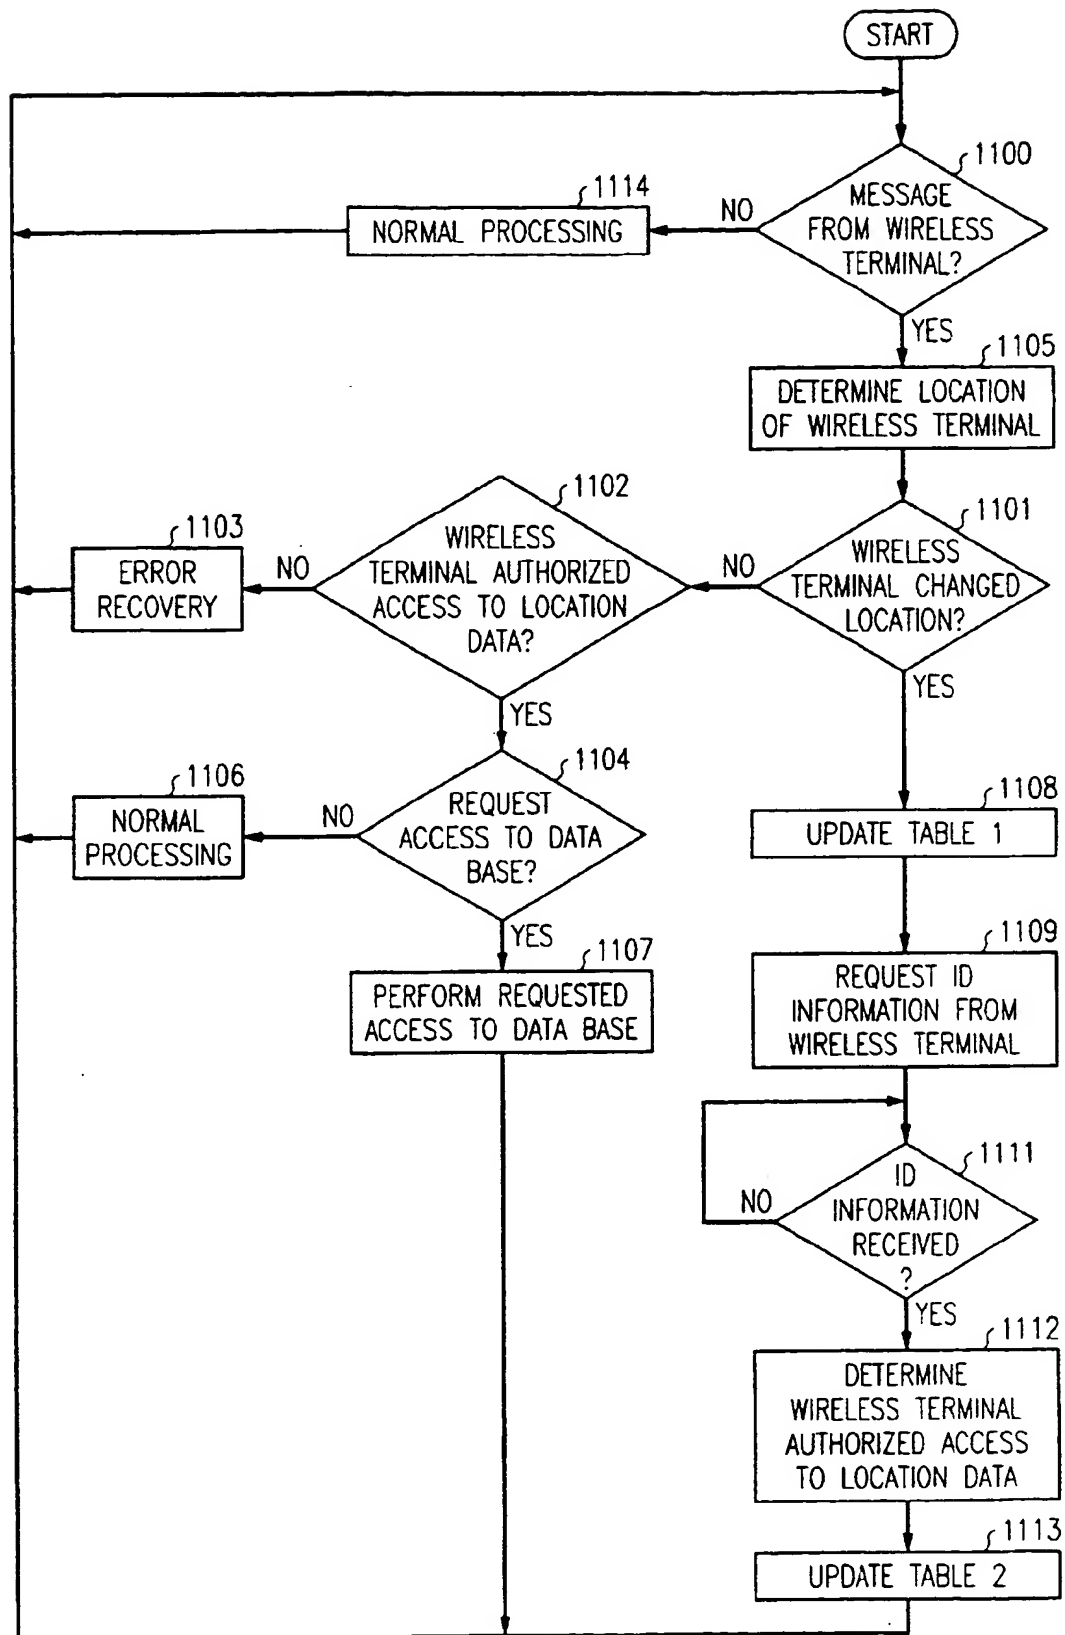 START
1100
MESSAGE
FROM WIRELESS
TERMINAL?
NO
1114
NORMAL PROCESSING
YES
1105
DETERMINE LOCATION
OF WIRELESS TERMINAL
1101
WIRELESS
TERMINAL CHANGED
LOCATION?
NO
1102
WIRELESS
TERMINAL AUTHORIZED
ACCESS TO LOCATION
DATA?
NO
1103
ERROR
RECOVERY
YES
YES
1104
REQUEST
ACCESS TO DATA
BASE?
NO
1106
NORMAL
PROCESSING
YES
1107
PERFORM REQUESTED
ACCESS TO DATA BASE
1108
UPDATE TABLE 1
1109
REQUEST ID
INFORMATION FROM
WIRELESS TERMINAL
1111
ID
INFORMATION
RECEIVED
?
NO
YES
1112
DETERMINE
WIRELESS TERMINAL
AUTHORIZED ACCESS
TO LOCATION DATA
1113
UPDATE TABLE 2